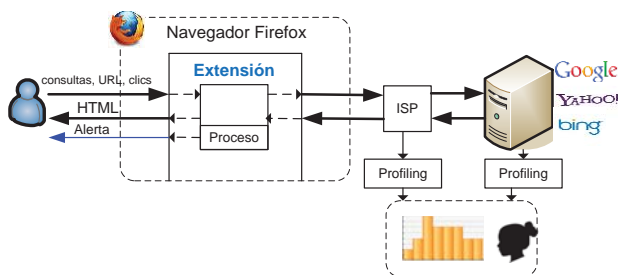 Navegador Firefox
Extensión
consultas, URL, clics
HTML
Alerta
Proceso
ISP
Google
YAHOO!
bing
Profiling
Profiling